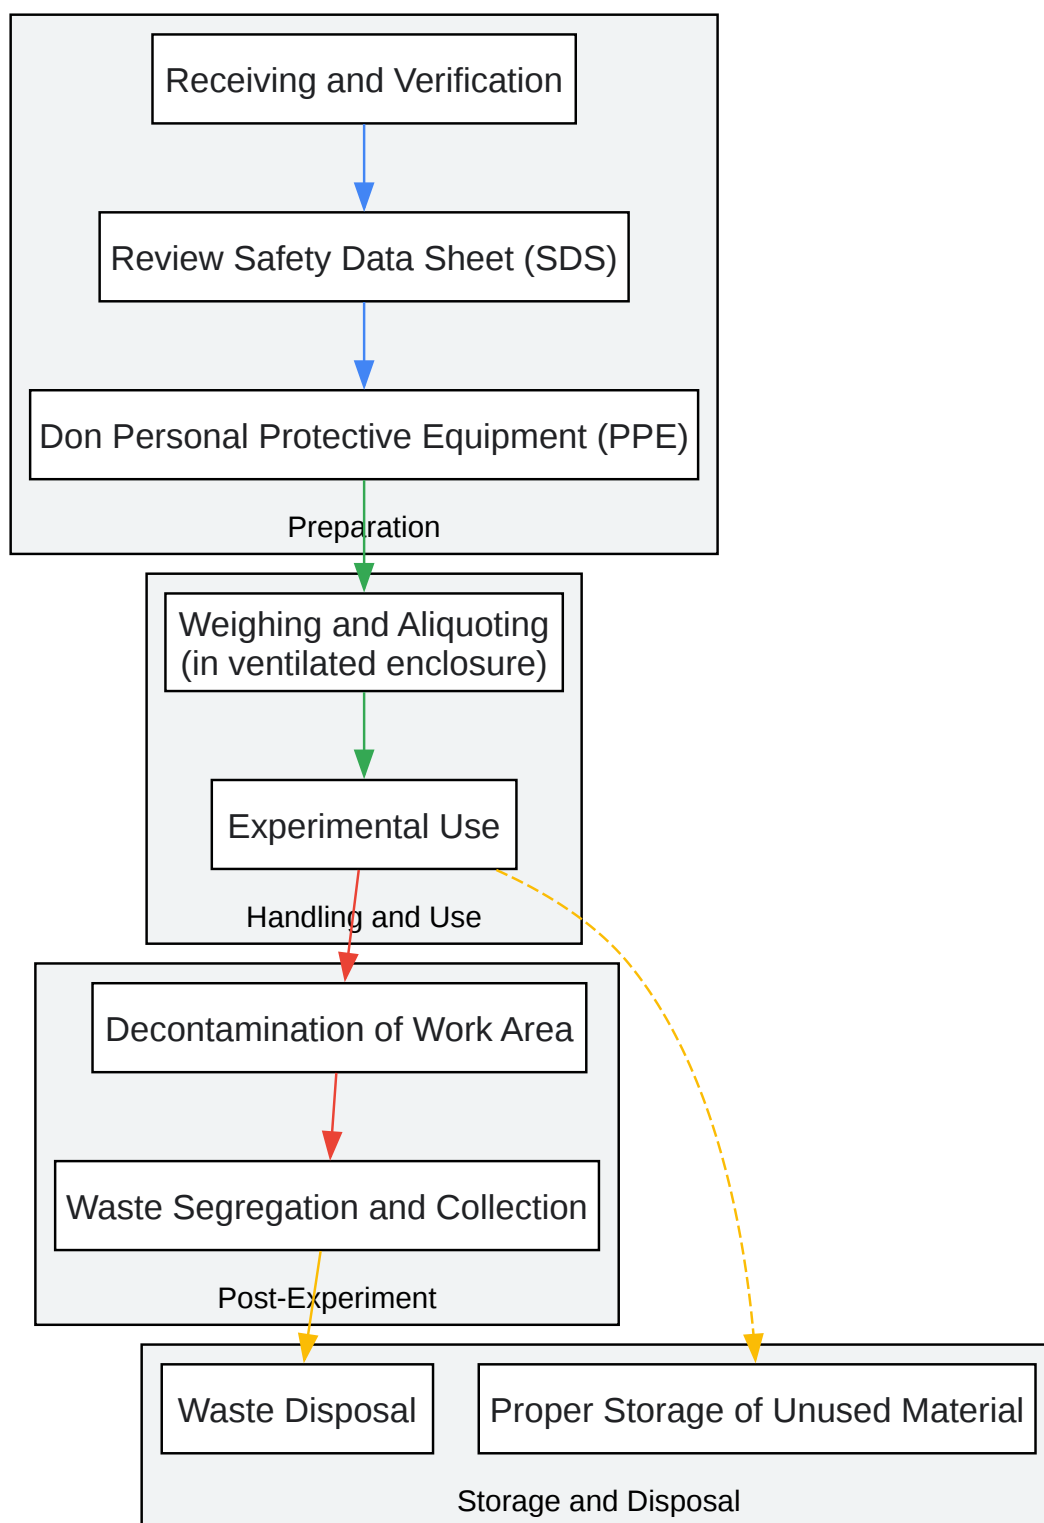 Receiving and Verification
Review Safety Data Sheet (SDS)
Don Personal Protective Equipment (PPE)
Preparation
Weighing and Aliquoting
(in ventilated enclosure)
Experimental Use
Handling and Use
Decontamination of Work Area
Waste Segregation and Collection
Post-Experiment
Waste Disposal
Proper Storage of Unused Material
Storage and Disposal